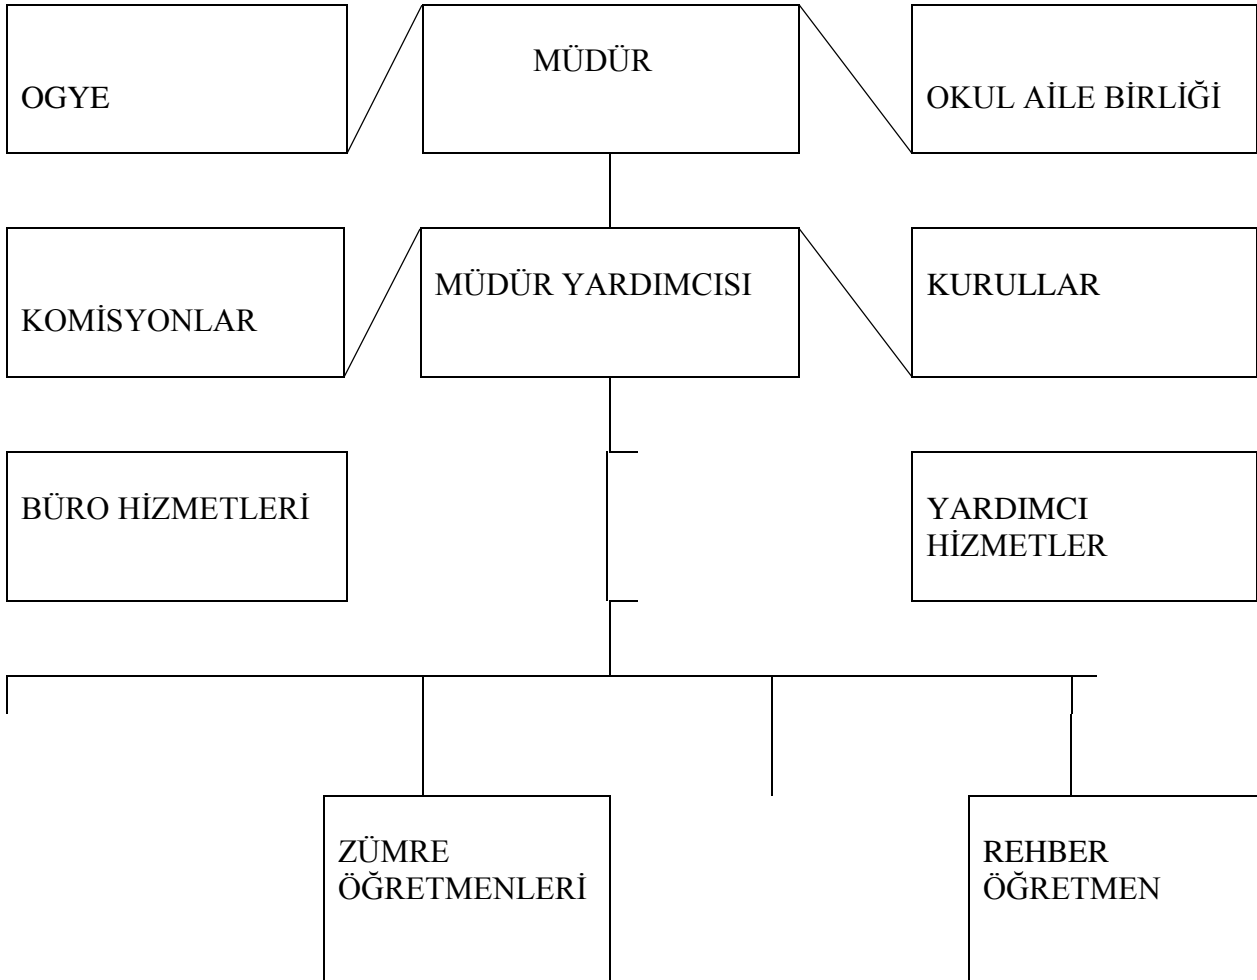 OGYE
MÜDÜR
OKUL AİLE BİRLİĞİ
KOMİSYONLAR
MÜDÜR YARDIMCISI
KURULLAR
BÜRO HİZMETLERİ
YARDIMCI
HİZMETLER
ZÜMRE
ÖĞRETMENLERİ
REHBER
ÖĞRETMEN